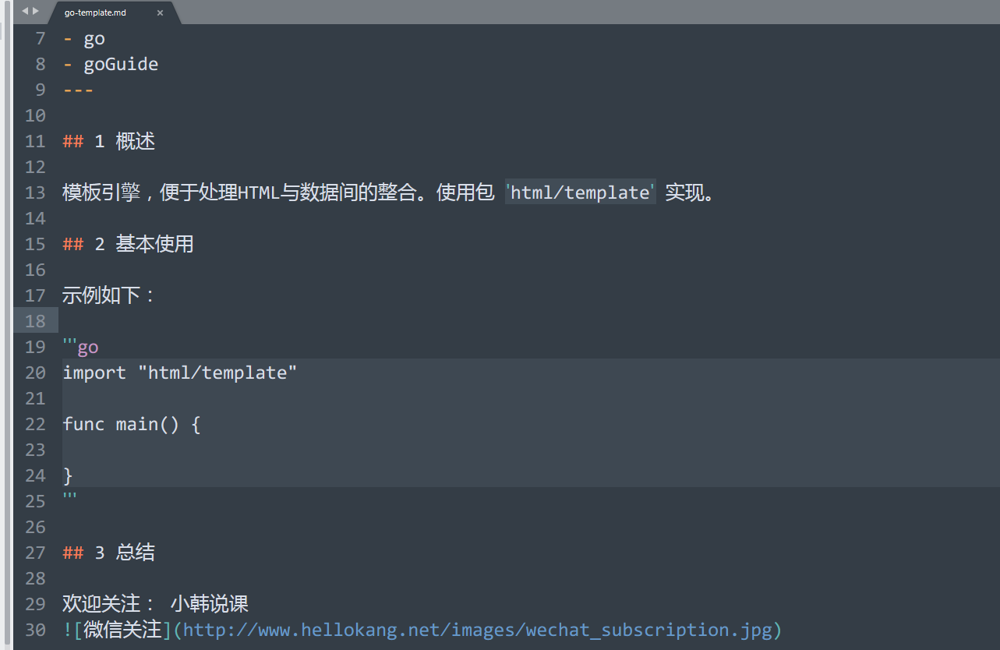 go-template.md ×
7 - go
8 - goGuide
9 ---
10
11 ## 1 概述
12
13 模板引擎，便于处理HTML与数据间的整合。使用包 `html/template` 实现。
14
15 ## 2 基本使用
16
17 示例如下：
18
19 ```go
20 import "html/template"
21
22 func main() {
23
24 }
25 ```
26
27 ## 3 总结
28
29 欢迎关注： 小韩说课
30 ![微信关注](http://www.hellokang.net/images/wechat_subscription.jpg)